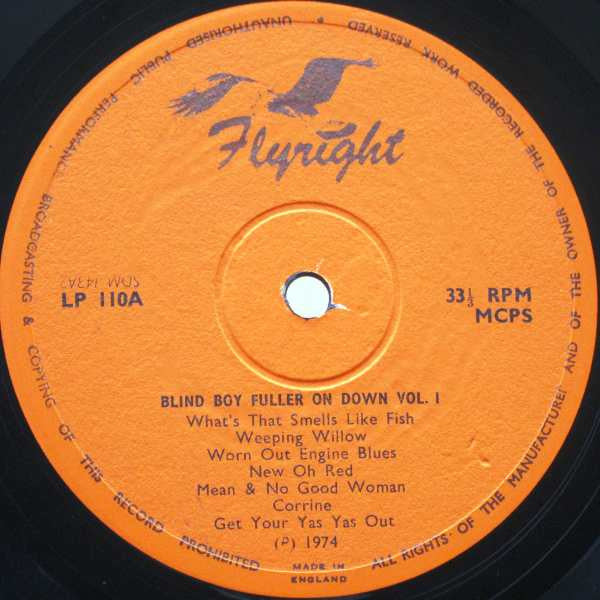 Flyright
LP 110A
33⅓ RPM
MCPS
BLIND BOY FULLER ON DOWN VOL. I
What's That Smells Like Fish
Weeping Willow
Worn Out Engine Blues
New Oh Red
Mean & No Good Woman
Corrine
Get Your Yas Yas Out
(P) 1974
MADE IN
ENGLAND
ALL RIGHTS OF THE MANUFACTURER AND OF THE OWNER OF THE RECORDED WORK RESERVED
UNAUTHORISED PUBLIC PERFORMANCE BROADCASTING & COPYING OF THIS RECORD PROHIBITED